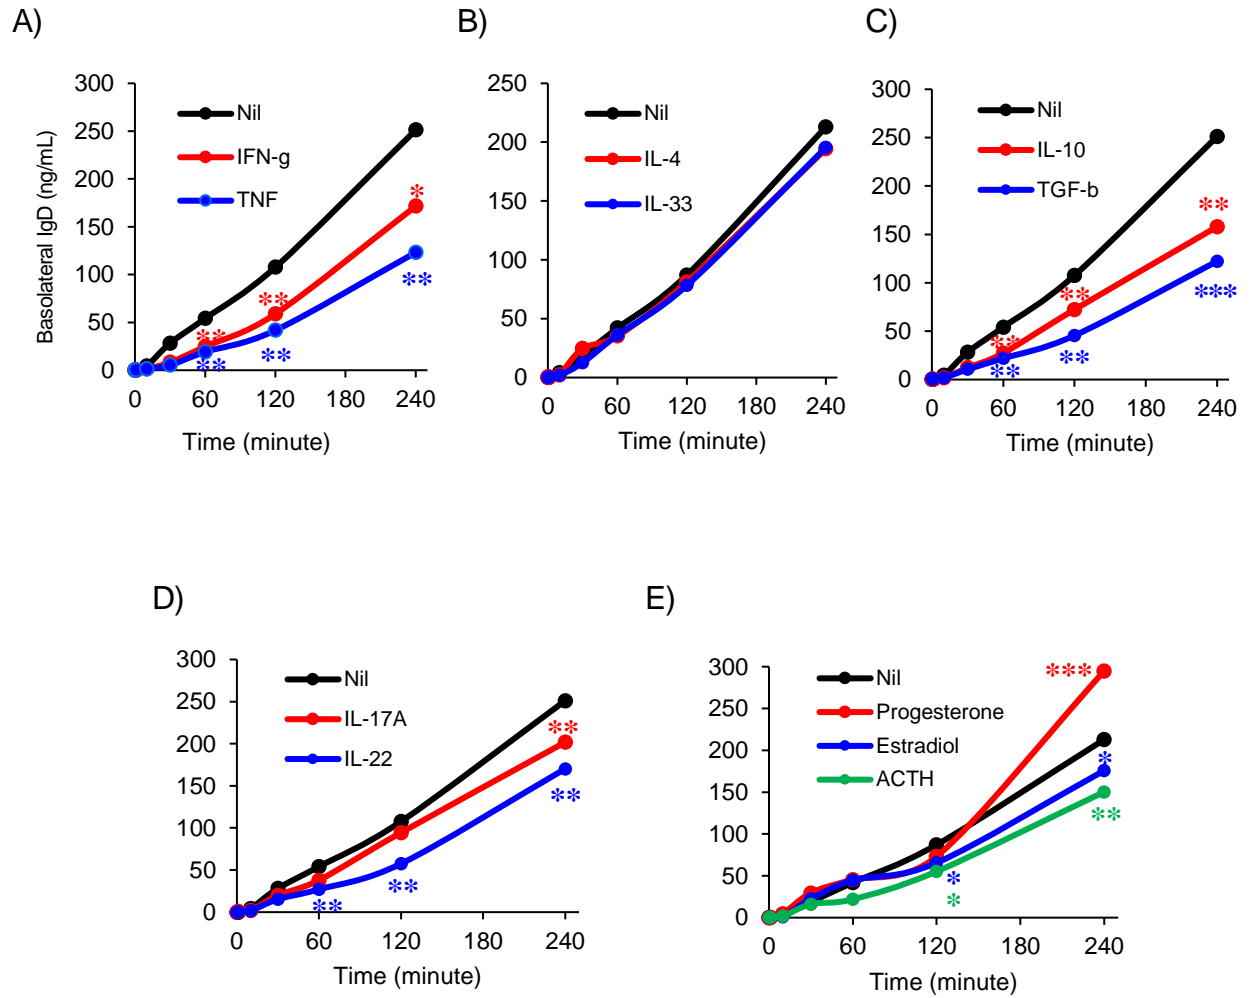 A)
B)
C)
300
250
200
150
100
50
0
Basolateral IgD (ng/mL)
Nil
IFN-g
TNF
*
**
**
**
**
**
0 60 120 180 240
Time (minute)
250
200
150
100
50
0
Nil
IL-4
IL-33
0 60 120 180 240
Time (minute)
300
250
200
150
100
50
0
Nil
IL-10
TGF-b
**
***
**
**
**
**
0 60 120 180 240
Time (minute)
D)
E)
300
250
200
150
100
50
0
Nil
IL-17A
IL-22
**
**
**
**
0 60 120 180 240
Time (minute)
300
250
200
150
100
50
0
Nil
Progesterone
Estradiol
ACTH
***
*
**
*
*
0 60 120 180 240
Time (minute)